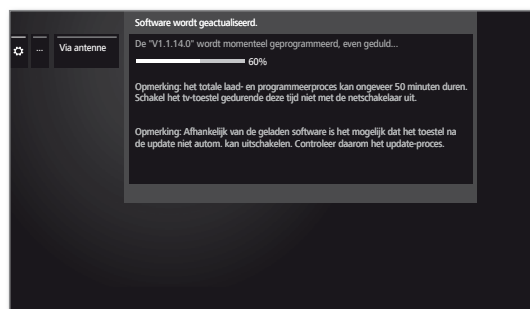 Software wordt geactualiseerd.
... Via antenne
De "V1.1.14.0" wordt momenteel geprogrammeerd, even geduld...
60%
Opmerking: het totale laad- en programmeerproces kan ongeveer 50 minuten duren.
Schakel het tv-toestel gedurende deze tijd niet met de netschakelaar uit.
Opmerking: Afhankelijk van de geladen software is het mogelijk dat het toestel na
de update niet autom. kan uitschakelen. Controleer daarom het update-proces.